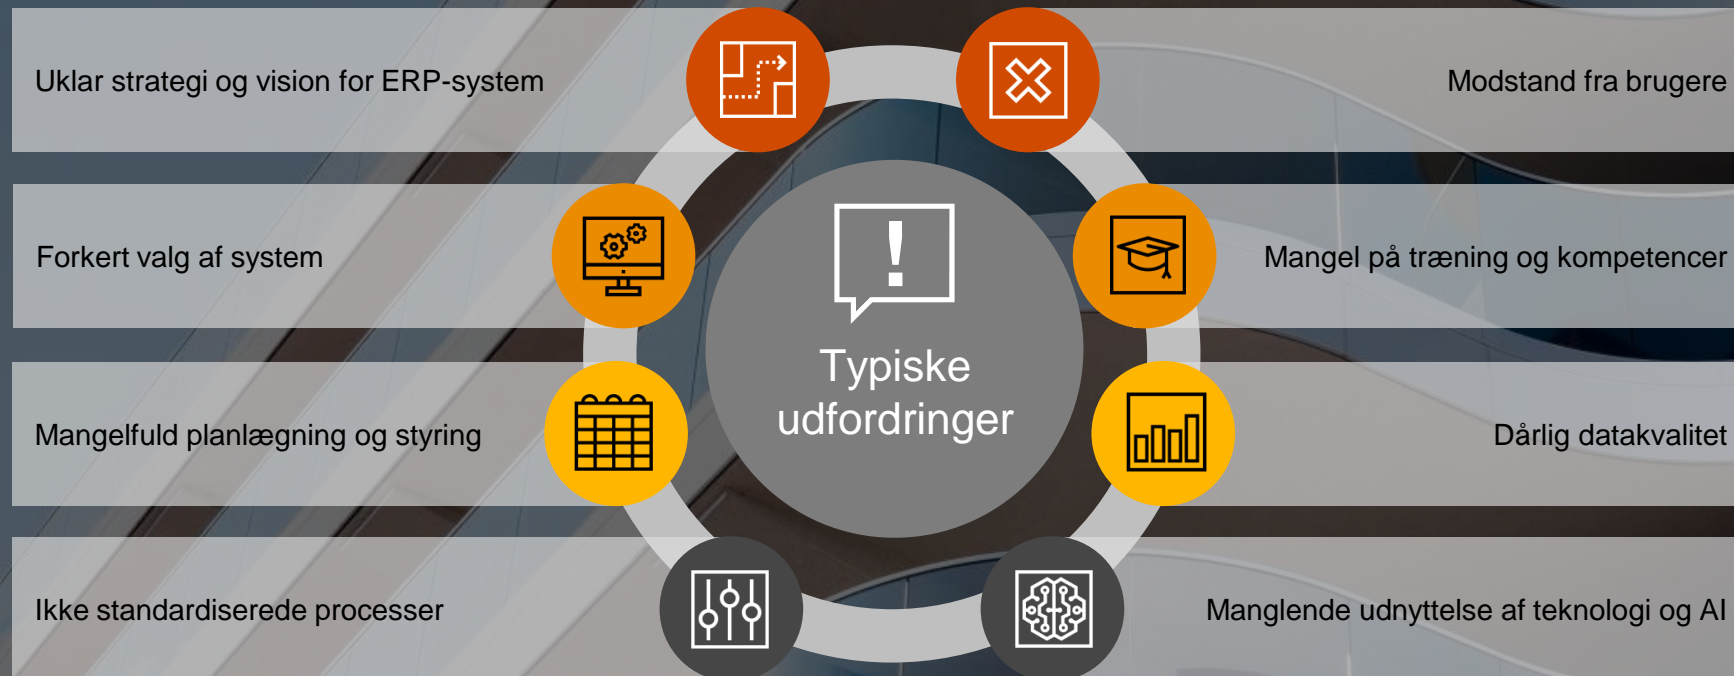 Uklar strategi og vision for ERP-system
Modstand fra brugere
Forkert valg af system
Mangel på træning og kompetencer
Typiske
udfordringer
Mangelfuld planlægning og styring
Dårlig datakvalitet
Ikke standardiserede processer
Manglende udnyttelse af teknologi og AI